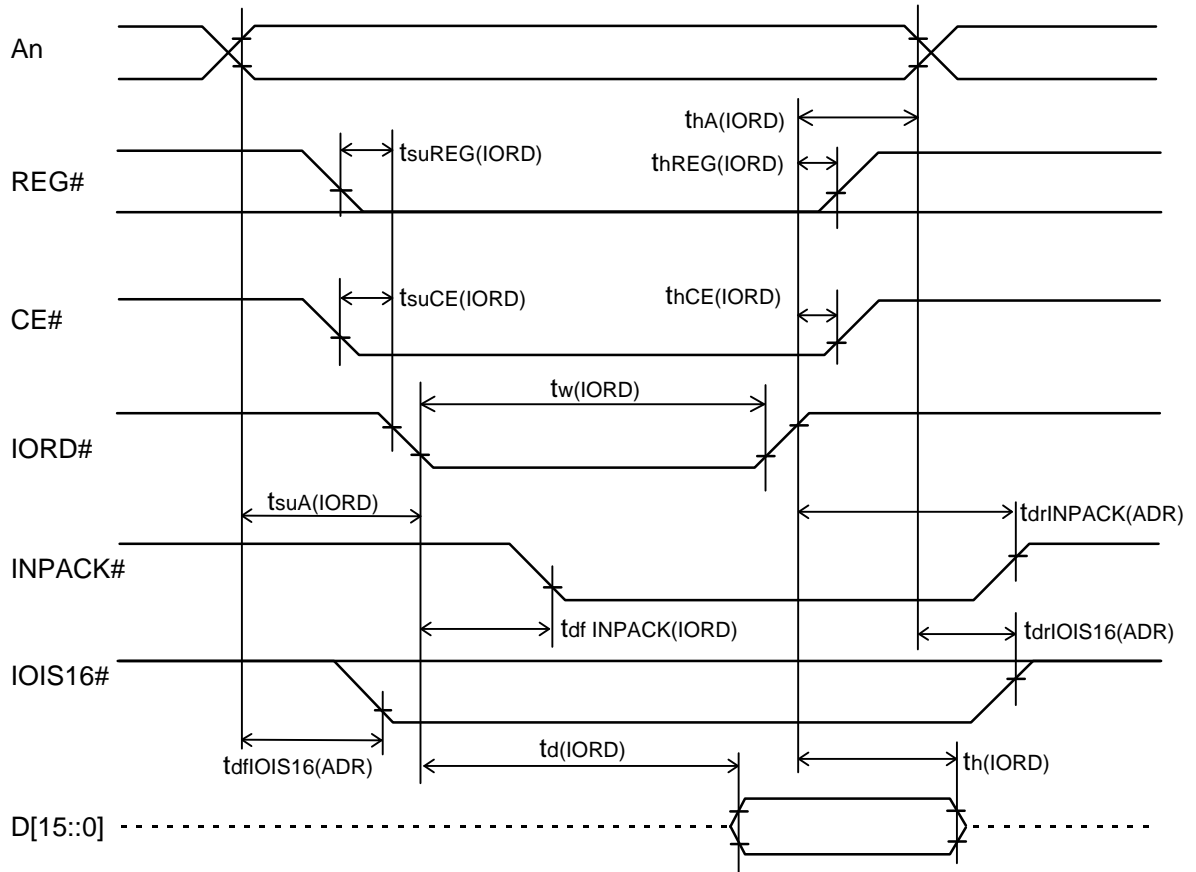 An
thA(IORD)
tsuREG(IORD)
thREG(IORD)
REG#
tsuCE(IORD)
thCE(IORD)
CE#
tw(IORD)
IORD#
tsuA(IORD)
tdrINPACK(ADR)
INPACK#
tdf INPACK(IORD)
tdrIOIS16(ADR)
IOIS16#
tdfIOIS16(ADR)
td(IORD)
th(IORD)
D[15::0]